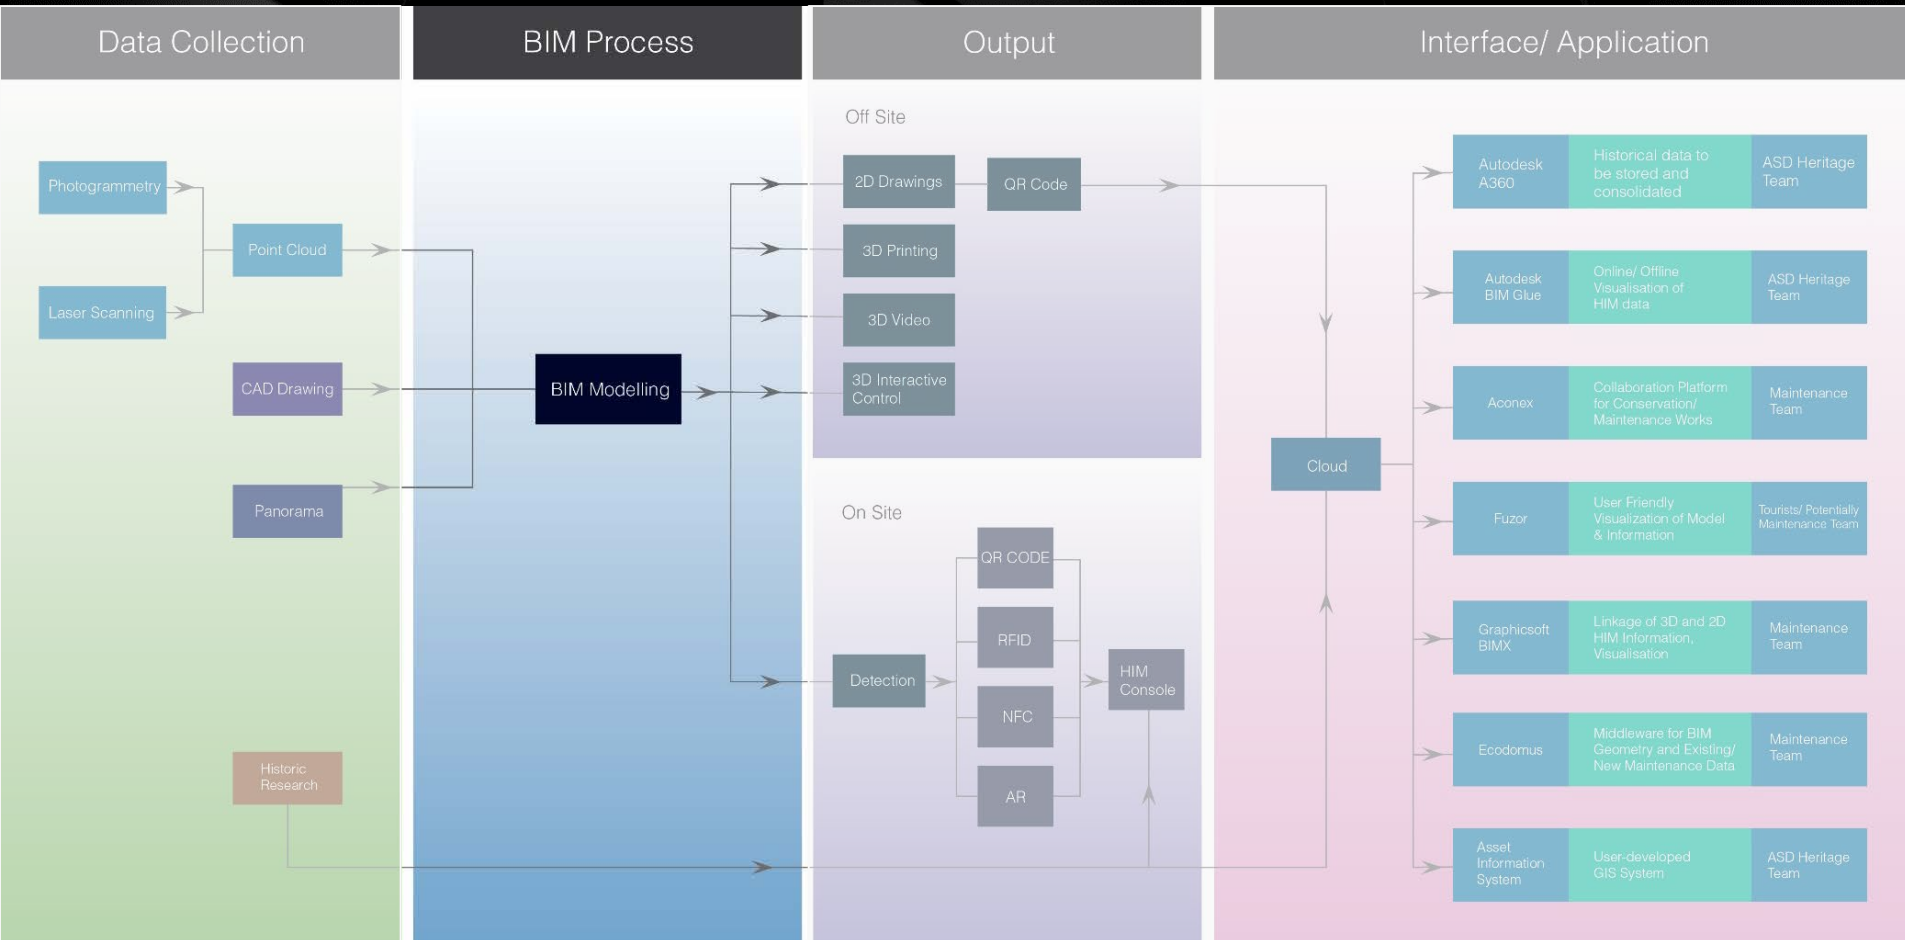 Data Collection
BIM Process
Output
Interface/ Application
Photogrammetry
Laser Scanning
Point Cloud
CAD Drawing
Panorama
Historic
Research
BIM Modelling
Off Site
2D Drawings
QR Code
3D Printing
3D Video
3D Interactive
Control
On Site
Detection
QR CODE
RFID
NFC
AR
HIM
Console
Cloud
Autodesk
A360
Historical data to
be stored and
consolidated
ASD Heritage
Team
Autodesk
BIM Glue
Online/ Offline
Visualisation of
HIM data
ASD Heritage
Team
Aconex
Collaboration Platform
for Conservation/
Maintenance Works
Maintenance
Team
Fuzor
User Friendly
Visualization of Model
& Information
Tourists/ Potentially
Maintenance Team
Graphicsoft
BIMX
Linkage of 3D and 2D
HIM Information,
Visualisation
Maintenance
Team
Ecodomus
Middleware for BIM
Geometry and Existing/
New Maintenance Data
Maintenance
Team
Asset
Information
System
User-developed
GIS System
ASD Heritage
Team